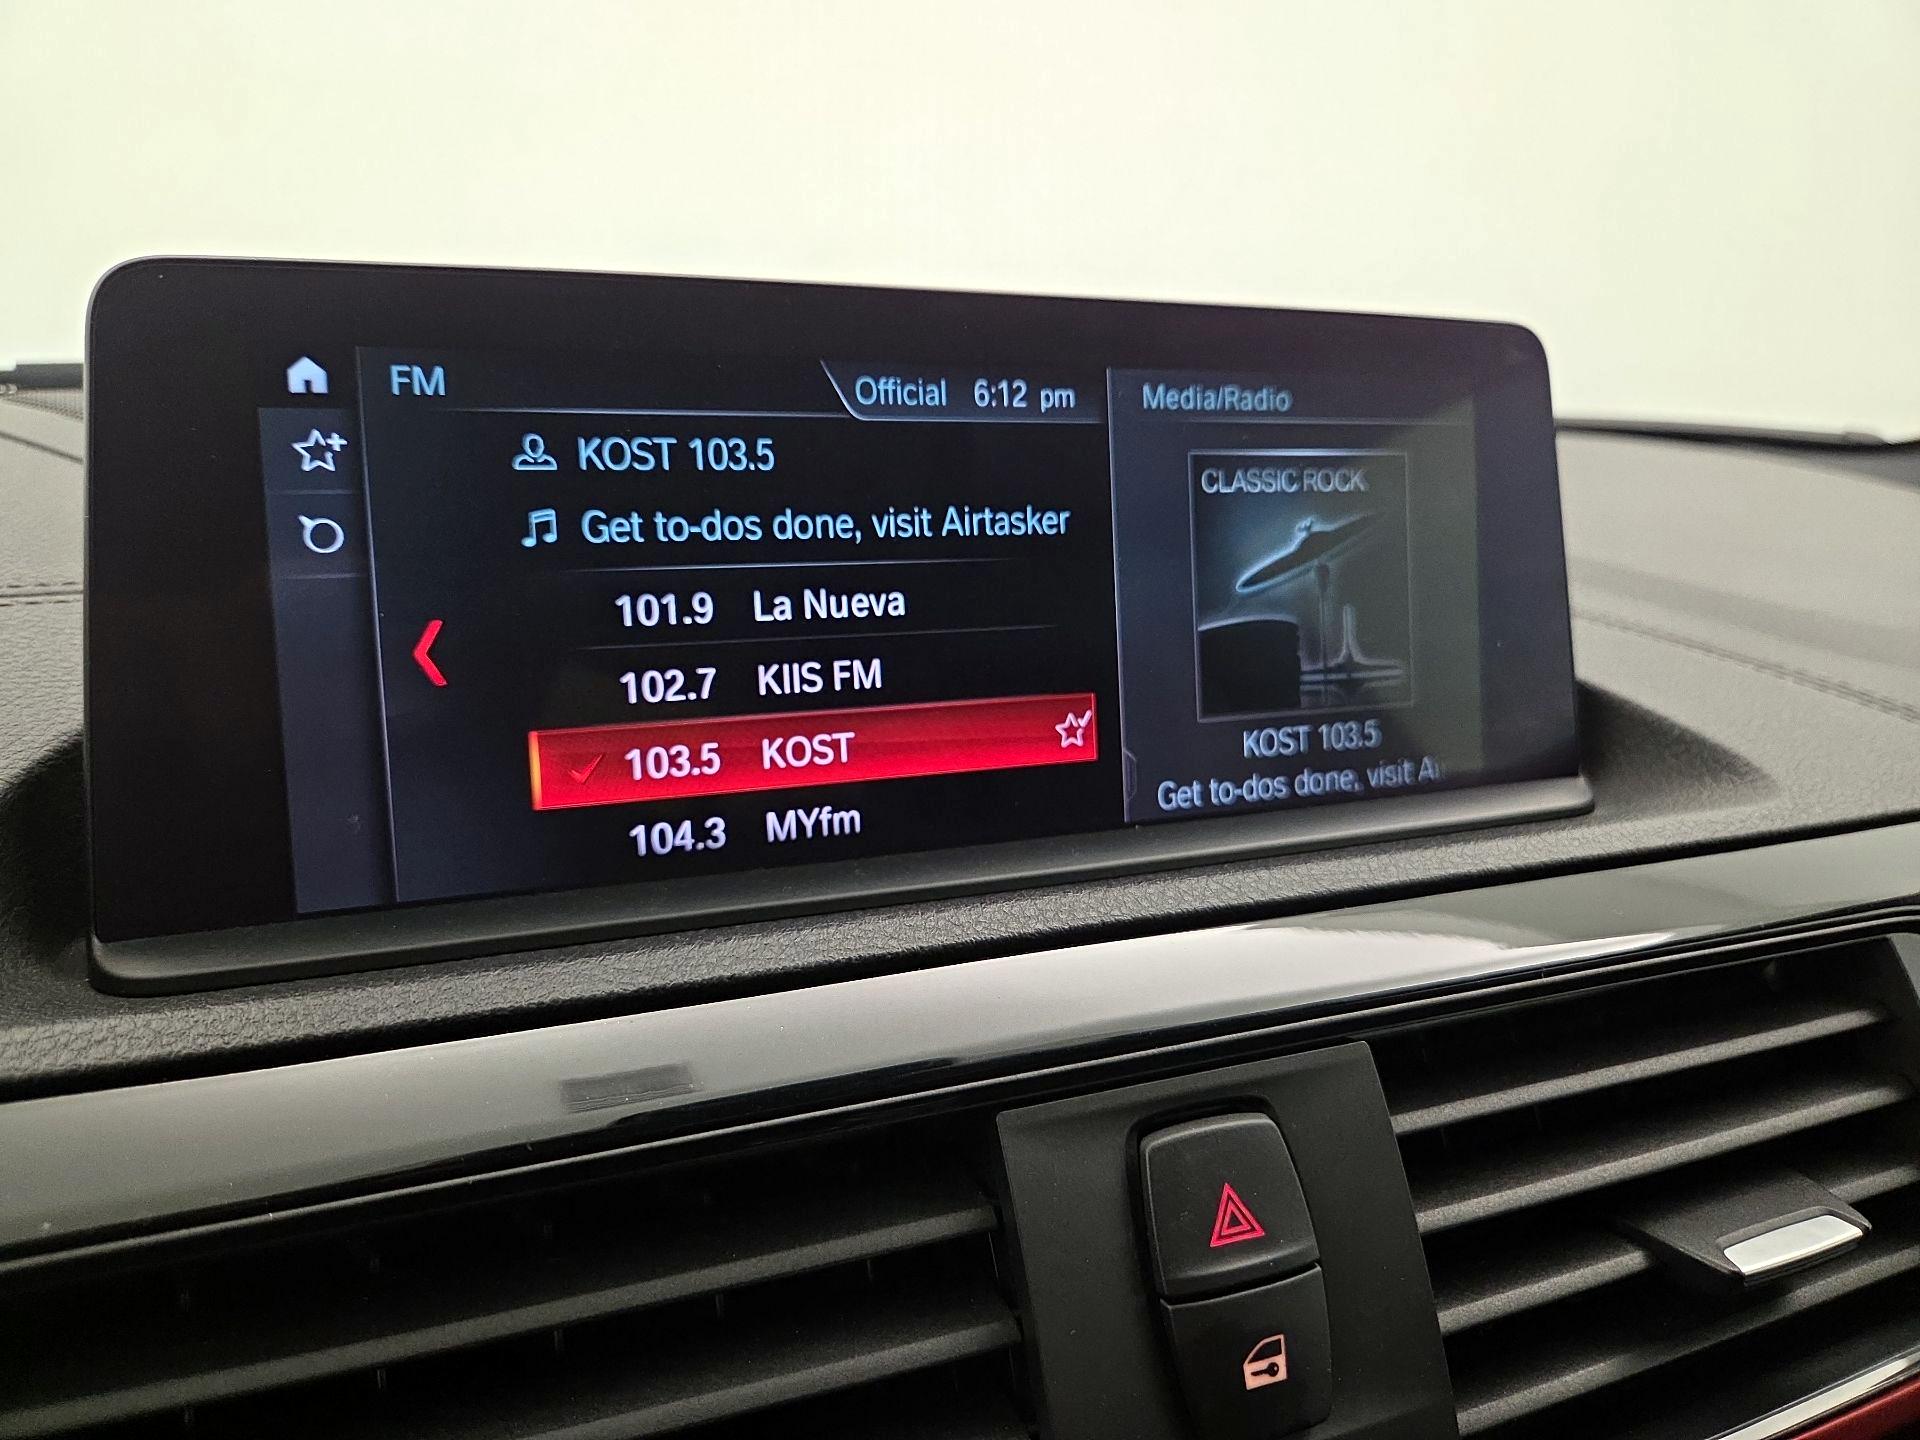 FM
Official 6:12 pm
KOST 103.5
Get to-dos done, visit Airtasker
101.9 La Nueva
102.7 KIIS FM
103.5 KOST
104.3 MYfm
Media/Radio
CLASSIC ROCK
KOST 103.5
Get to-dos done, visit Ai